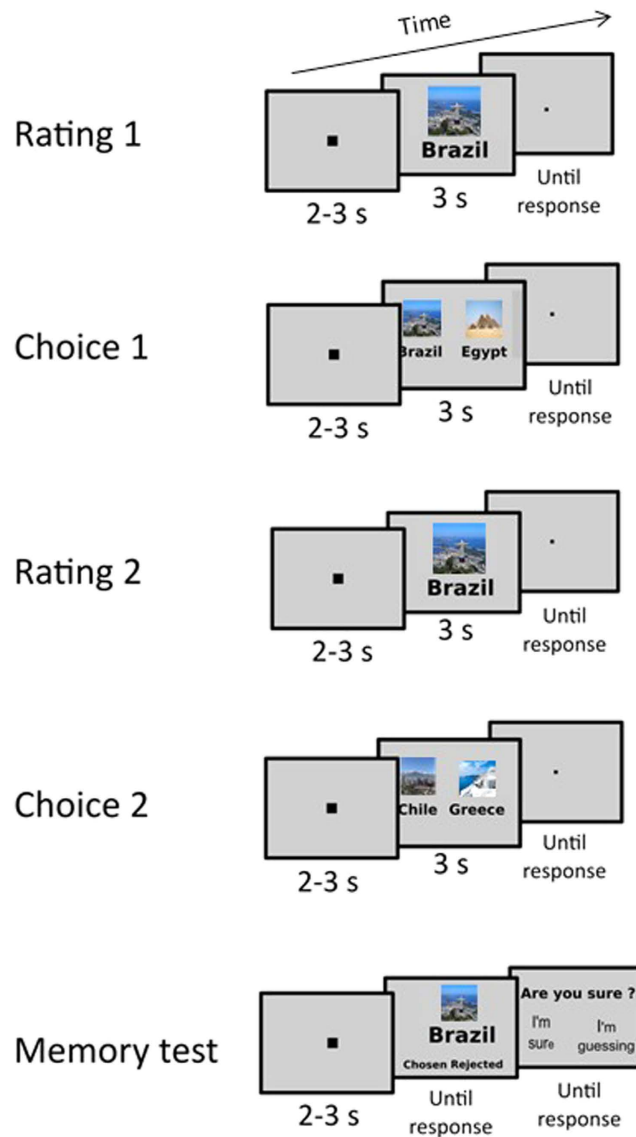 Time
Rating 1
Brazil
2-3 s
3 s
Until
response
Choice 1
Brazil Egypt
2-3 s
3 s
Until
response
Rating 2
Brazil
2-3 s
3 s
Until
response
Choice 2
Chile Greece
2-3 s
3 s
Until
response
Memory test
Brazil
Chosen Rejected
Are you sure ?
I'm
sure
I'm
guessing
2-3 s
Until
response
Until
response